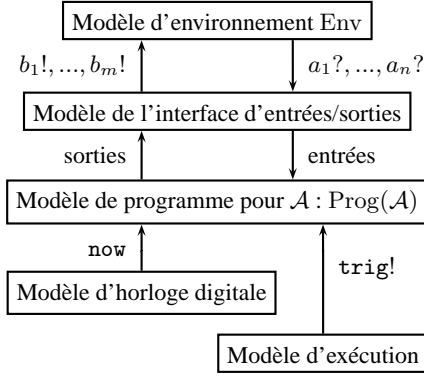 Modèle d'environnement Env
b₁!, ..., bₘ! a₁?, ..., aₙ?
Modèle de l'interface d'entrées/sorties
sorties entrées
Modèle de programme pour 𝒜 : Prog(𝒜)
now
trig!
Modèle d'horloge digitale
Modèle d'exécution